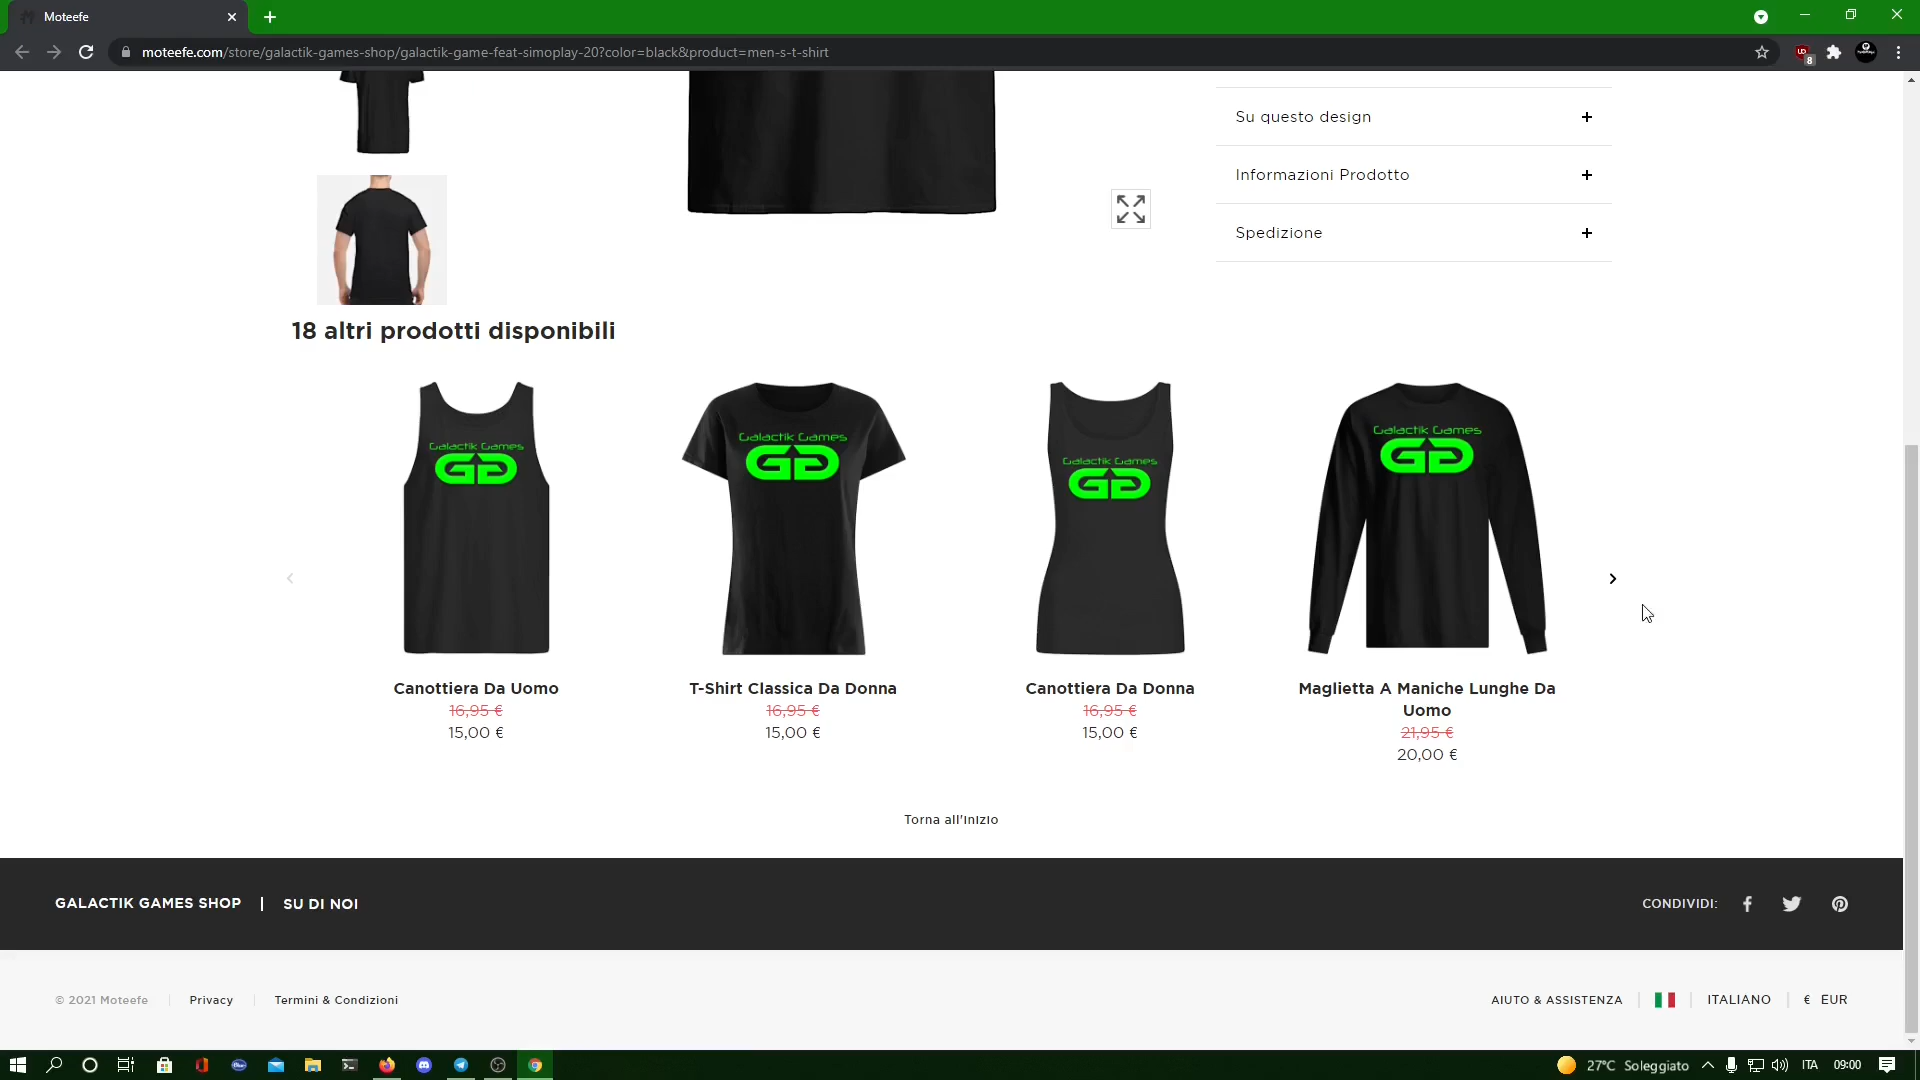 Moteefe
moteefe.com/store/galactik-games-shop/galactik-game-feat-simoplay-20?color=black&product=men-s-t-shirt
8
Su questo design
Informazioni Prodotto
Spedizione
18 altri prodotti disponibili
Galactik Games
GG
Galactik Games
GG
Galactik Games
GG
Galactik Games
GG
Canottiera Da Uomo
16,95 €
15,00 €
T-Shirt Classica Da Donna
16,95 €
15,00 €
Canottiera Da Donna
16,95 €
15,00 €
Maglietta A Maniche Lunghe Da
Uomo
21,95 €
20,00 €
Torna all'inizio
GALACTIK GAMES SHOP | SU DI NOI
CONDIVIDI:
© 2021 Moteefe
Privacy
Termini & Condizioni
AIUTO & ASSISTENZA
ITALIANO
€ EUR
27°C Soleggiato
ITA
09:00